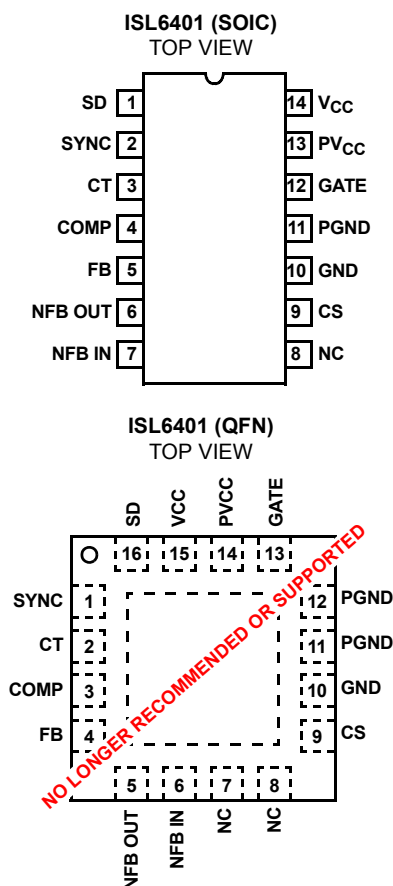 ISL6401 (SOIC)
TOP VIEW
SD 1 14 VCC
SYNC 2 13 PVCC
CT 3 12 GATE
COMP 4 11 PGND
FB 5 10 GND
NFB OUT 6 9 CS
NFB IN 7 8 NC
ISL6401 (QFN)
TOP VIEW
SD VCC PVCC GATE
16 15 14 13
SYNC 1 12 PGND
CT 2 11 PGND
COMP 3 10 GND
FB 4 9 CS
5 6 7 8
NFB OUT NFB IN NC NC
NO LONGER RECOMMENDED OR SUPPORTED